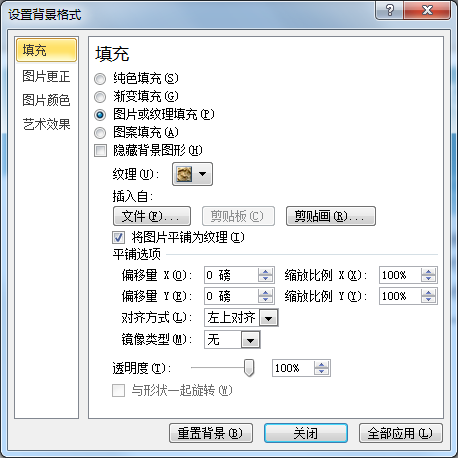 设置背景格式
填充
图片更正
图片颜色
艺术效果
填充
纯色填充(S)
渐变填充(G)
图片或纹理填充(P)
图案填充(A)
隐藏背景图形(H)
纹理(U):
插入自:
文件(F)... 剪贴板(C) 剪贴画(R)...
将图片平铺为纹理(I)
平铺选项
偏移量 X(O): 0 磅 缩放比例 X(X): 100%
偏移量 Y(E): 0 磅 缩放比例 Y(Y): 100%
对齐方式(L): 左上对齐
镜像类型(M): 无
透明度(T): 100%
与形状一起旋转(W)
重置背景(B) 关闭 全部应用(L)